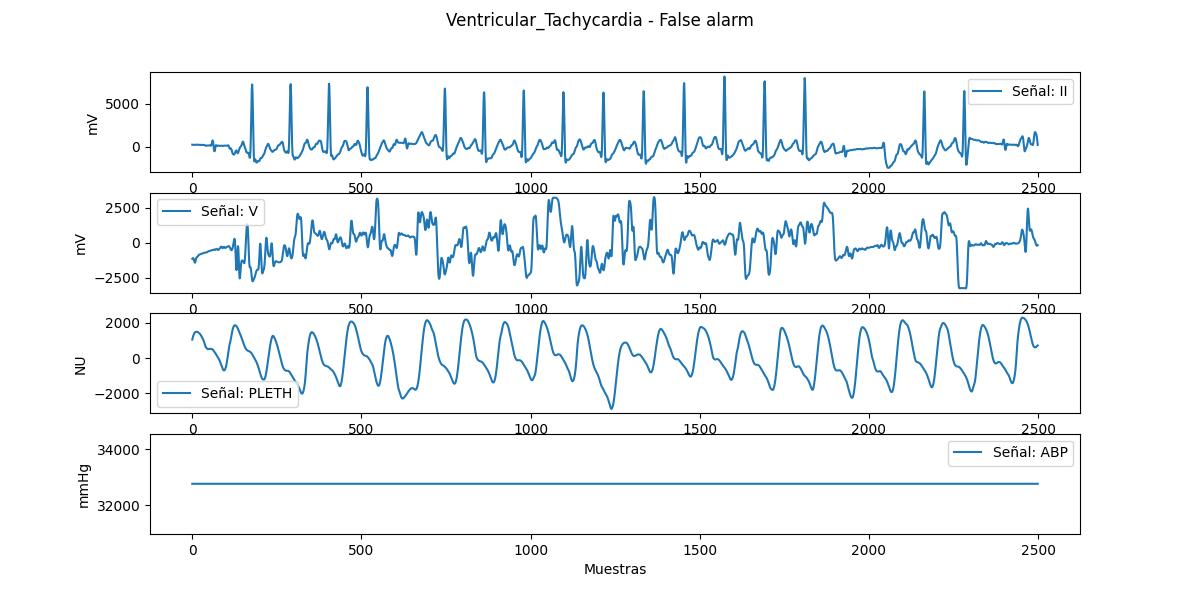 Ventricular_Tachycardia - False alarm
5000
0
mV
Señal: II
0 500 1000 1500 2000 2500
2500
0
−2500
mV
Señal: V
0 500 1000 1500 2000 2500
2000
0
−2000
NU
Señal: PLETH
0 500 1000 1500 2000 2500
34000
32000
mmHg
Señal: ABP
0 500 1000 1500 2000 2500
Muestras